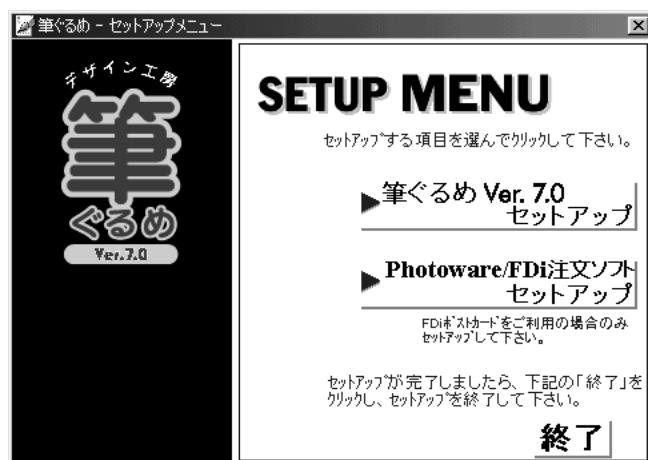 筆ぐるめ - セットアップメニュー
デザイン工房
筆
ぐるめ
Ver.7.0
SETUP MENU
セットアップする項目を選んでクリックして下さい。
筆ぐるめ Ver. 7.0
セットアップ
Photoware/FDi注文ソフト
セットアップ
FDiポストカードをご利用の場合のみ
セットアップして下さい。
セットアップが完了しましたら、下記の「終了」を
クリックし、セットアップを終了して下さい。
終了